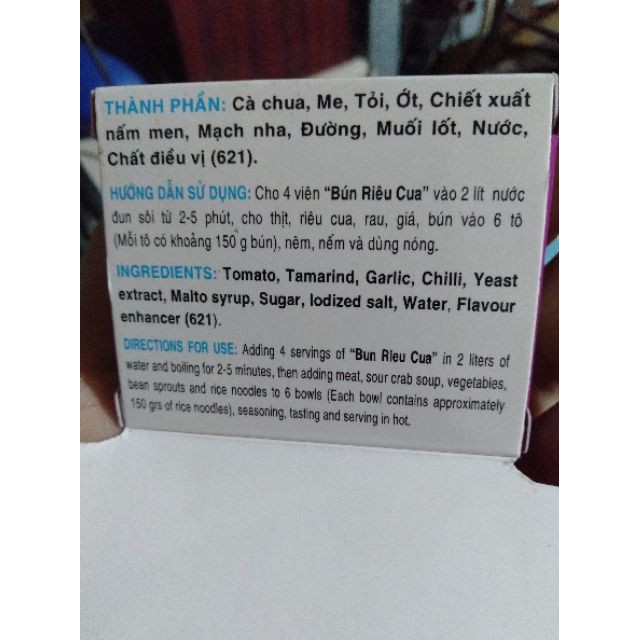 THÀNH PHẦN: Cà chua, Me, Tỏi, Ớt, Chiết xuất
nấm men, Mạch nha, Đường, Muối Iốt, Nước,
Chất điều vị (621).
HƯỚNG DẪN SỬ DỤNG: Cho 4 viên "Bún Riêu Cua" vào 2 lít nước
đun sôi từ 2-5 phút, cho thịt, riêu cua, rau, giá, bún vào 6 tô
(Mỗi tô có khoảng 150 g bún), nêm, nếm và dùng nóng.
INGREDIENTS: Tomato, Tamarind, Garlic, Chilli, Yeast
extract, Malto syrup, Sugar, Iodized salt, Water, Flavour
enhancer (621).
DIRECTIONS FOR USE: Adding 4 servings of "Bun Rieu Cua" in 2 liters of
water and boiling for 2-5 minutes, then adding meat, sour crab soup, vegetables,
bean sprouts and rice noodles to 6 bowls (Each bowl contains approximately
150 grs of rice noodles), seasoning, tasting and serving in hot.